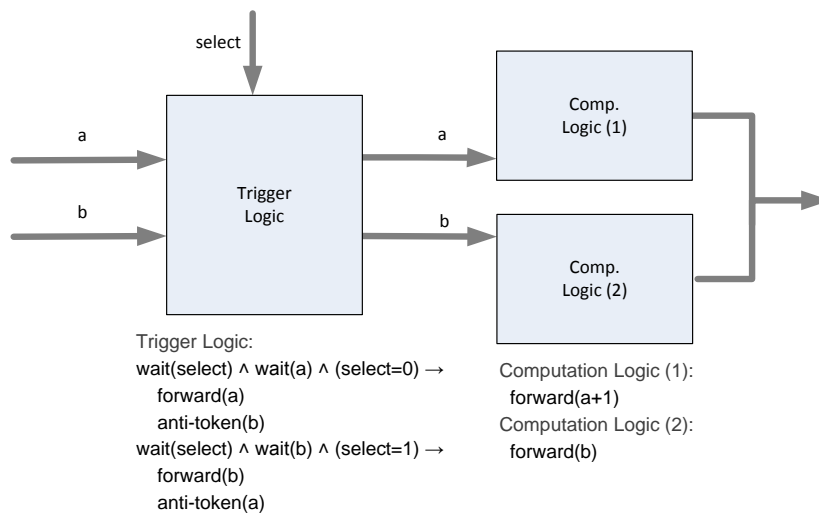 select
a
b
Trigger
Logic
a
b
Comp.
Logic (1)
Comp.
Logic (2)
Trigger Logic:
wait(select) ∧ wait(a) ∧ (select=0) →
forward(a)
anti-token(b)
wait(select) ∧ wait(b) ∧ (select=1) →
forward(b)
anti-token(a)
Computation Logic (1):
forward(a+1)
Computation Logic (2):
forward(b)